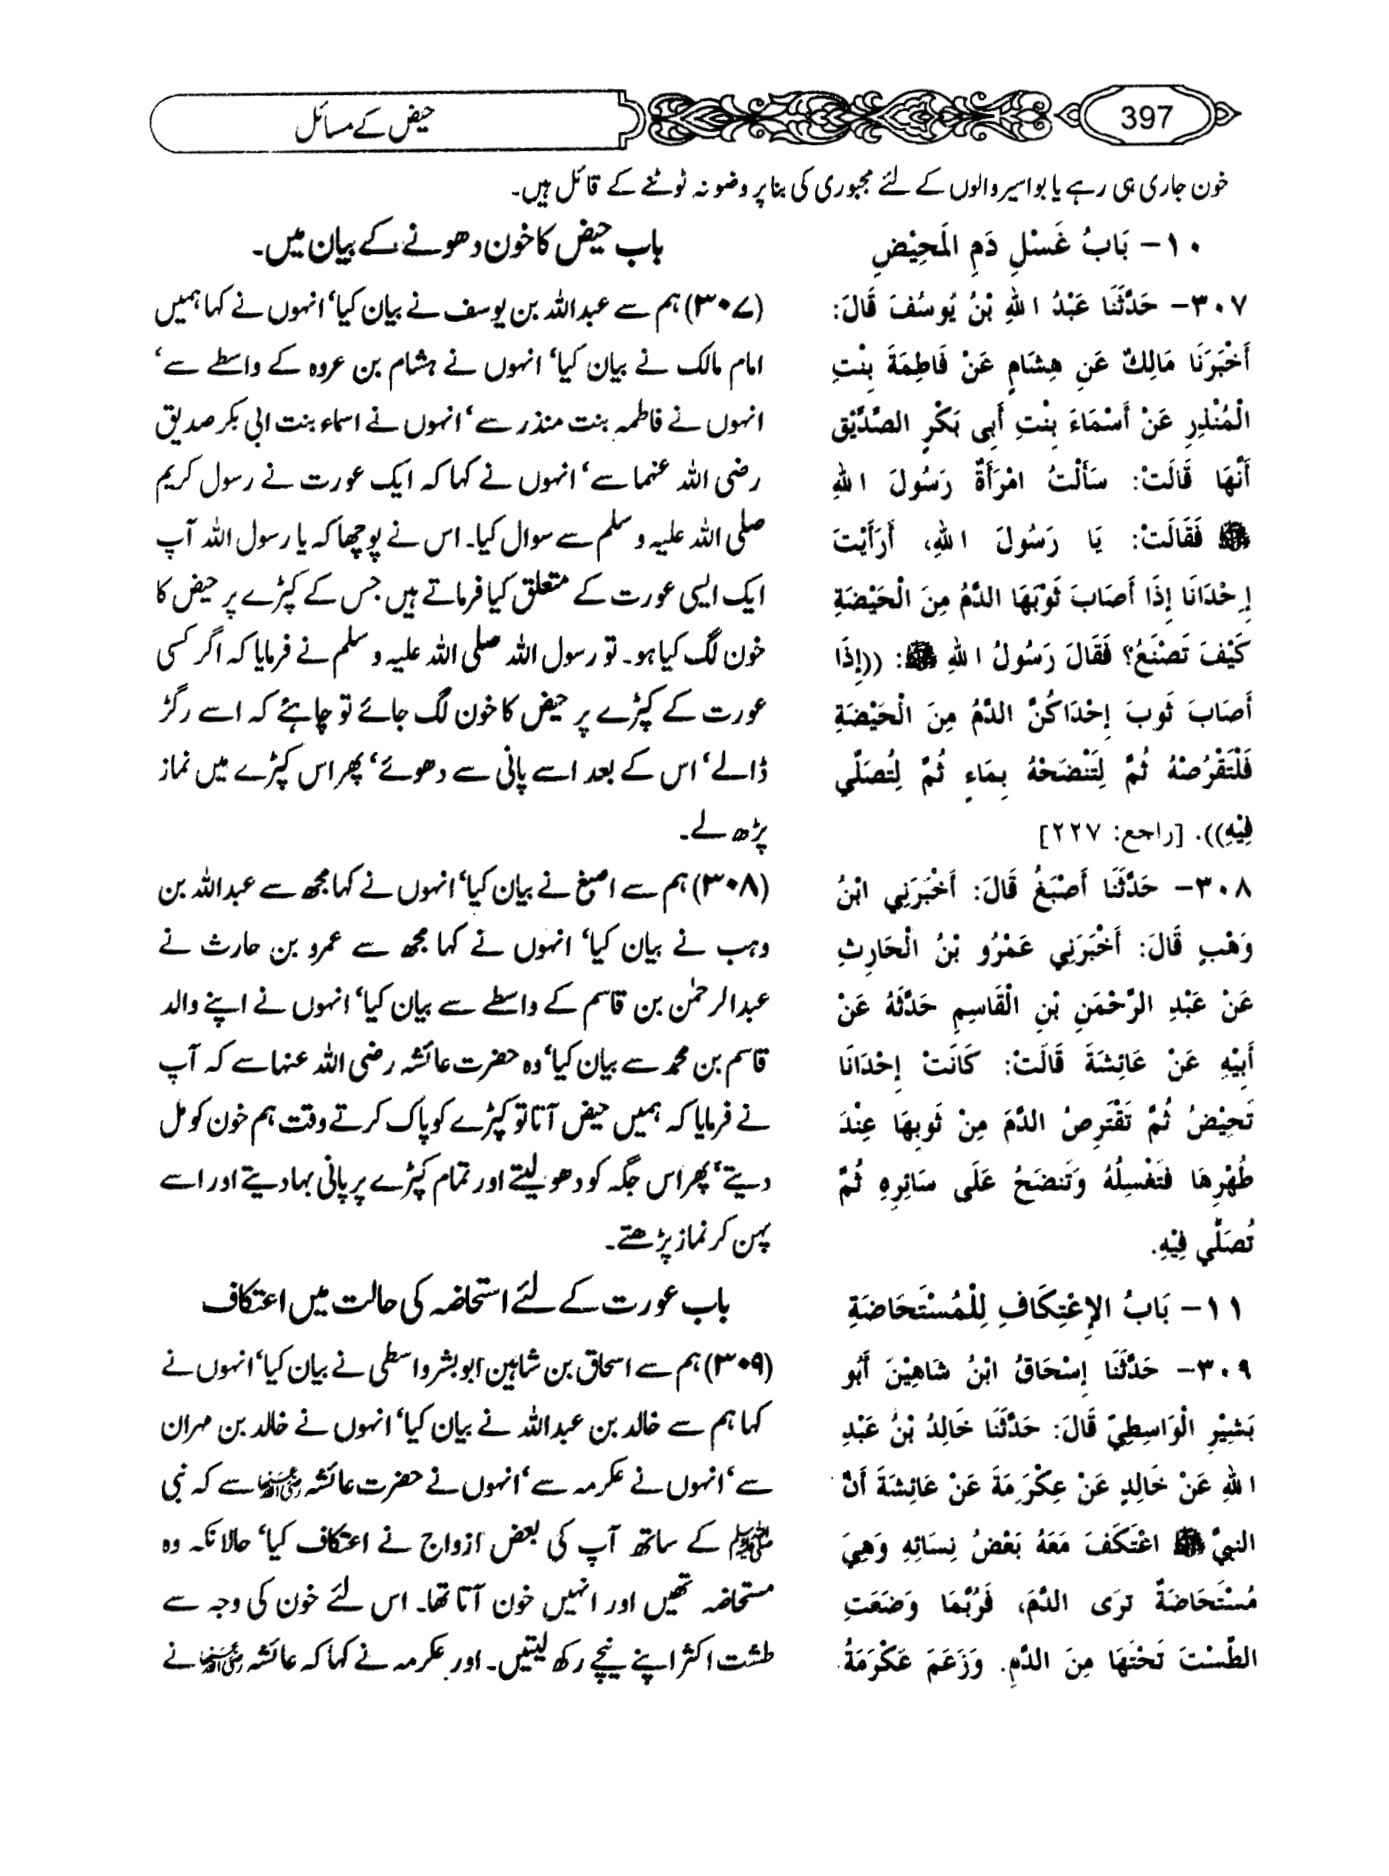 حیض کے مسائل
397
خون جاری ہی رہے یا بواسیر والوں کے لئے مجبوری کی بنا پر وضو نہ ٹوٹنے کے قائل ہیں۔
١٠- بَابُ غَسْلِ دَمِ المَحِيْضِ
٣٠٧- حَدَّثَنَا عَبْدُ اللهِ بْنُ يُوسُفَ قَالَ:
أَخْبَرَنَا مَالِكٌ عَنِ هِشَامٍ عَنْ فَاطِمَةَ بِنْتِ
الْمُنْذِرِ عَنْ أَسْمَاءَ بِنْتِ أَبِى بَكْرٍ الصِّدِّيْقِ
أَنَّهَا قَالَتْ: سَأَلْتُ امْرَأَةٌ رَسُولَ اللهِ
ﷺ فَقَالَتْ: يَا رَسُولَ اللهِ، أَرَأَيْتَ
إِحْدَانَا إِذَا أَصَابَ ثَوْبَهَا الدَّمُ مِنَ الْحَيْضَةِ
كَيْفَ تَصْنَعُ؟ فَقَالَ رَسُولُ اللهِ ﷺ: ((إِذَا
أَصَابَ ثَوبَ إِحْدَاكُنَّ الدَّمُ مِنَ الْحَيْضَةِ
فَلْتَقْرُصْهُ ثُمَّ لِتَنْضَحْهُ بِمَاءٍ ثُمَّ لِتُصَلِّي
فِيْهِ)). [راجع: ٢٢٧]
٣٠٨- حَدَّثَنَا أَصْبَغُ قَالَ: أَخْبَرَنِي ابْنُ
وَهْبٍ قَالَ: أَخْبَرَنِي عَمْرُو بْنُ الْحَارِثِ
عَنْ عَبْدِ الرَّحْمَنِ بْنِ الْقَاسِمِ حَدَّثَهُ عَنْ
أَبِيْهِ عَنْ عَائِشَةَ قَالَتْ: كَانَتْ إِحْدَانَا
تَحِيْضُ ثُمَّ تَقْتَرِصُ الدَّمَ مِنْ ثَوبِهَا عِنْدَ
طُهْرِهَا فَتَغْسِلُهُ وَتَنضَحُ عَلَى سَائِرِهِ ثُمَّ
تُصَلِّي فِيْهِ.
١١- بَابُ الإِعْتِكَافِ لِلْمُسْتَحَاضَةِ
٣٠٩- حَدَّثَنَا إِسْحَاقُ ابْنُ شَاهِيْنَ أَبُو
بَشِيْرِ الْوَاسِطِيّ قَالَ: حَدَّثَنَا خَالِدُ بْنُ عَبْدِ
اللهِ عَنْ خَالِدٍ عَنْ عِكْرِمَةَ عَنْ عَائِشَةَ أَنَّ
النبيَّ ﷺ اعْتَكَفَ مَعَهُ بَعْضُ نِسَائِهِ وَهِيَ
مُسْتَحَاضَةٌ تَرَى الدَّمَ، فَرُبَّمَا وَضَعَتِ
الطَّسْتَ تَحْتَهَا مِنَ الدَّمِ. وَزَعَمَ عَكْرَمَةُ
باب حیض کا خون دھونے کے بیان میں۔
(۳۰۷) ہم سے عبداللہ بن یوسف نے بیان کیا‘ انہوں نے کہا ہمیں
امام مالک نے بیان کیا‘ انہوں نے ہشام بن عروہ کے واسطے سے‘
انہوں نے فاطمہ بنت منذر سے‘ انہوں نے اسماء بنت ابی بکر صدیق
رضی اللہ عنہما سے‘ انہوں نے کہا کہ ایک عورت نے رسول کریم
صلی اللہ علیہ وسلم سے سوال کیا۔ اس نے پوچھا کہ یا رسول اللہ آپ
ایک ایسی عورت کے متعلق کیا فرماتے ہیں جس کے کپڑے پر حیض کا
خون لگ گیا ہو۔ تو رسول اللہ صلی اللہ علیہ وسلم نے فرمایا کہ اگر کسی
عورت کے کپڑے پر حیض کا خون لگ جائے تو چاہئے کہ اسے رگڑ
ڈالے‘ اس کے بعد اسے پانی سے دھوئے‘ پھر اس کپڑے میں نماز
پڑھ لے۔
(۳۰۸) ہم سے اصبغ نے بیان کیا‘ انہوں نے کہا مجھ سے عبداللہ بن
وہب نے بیان کیا‘ انہوں نے کہا مجھ سے عمرو بن حارث نے
عبدالرحمٰن بن قاسم کے واسطے سے بیان کیا‘ انہوں نے اپنے والد
قاسم بن محمد سے بیان کیا‘ وہ حضرت عائشہ رضی اللہ عنہا سے کہ آپ
نے فرمایا کہ ہمیں حیض آتا تو کپڑے کو پاک کرتے وقت ہم خون کو مل
دیتے‘ پھر اس جگہ کو دھو لیتے اور تمام کپڑے پر پانی بہا دیتے اور اسے
پہن کر نماز پڑھتے۔
باب عورت کے لئے استحاضہ کی حالت میں اعتکاف
(۳۰۹) ہم سے اسحاق بن شاہین ابوبشر واسطی نے بیان کیا‘ انہوں نے
کہا ہم سے خالد بن عبداللہ نے بیان کیا‘ انہوں نے خالد بن مہران
سے‘ انہوں نے عکرمہ سے‘ انہوں نے حضرت عائشہ رضی اللہ عنہا سے کہ نبی
ﷺ کے ساتھ آپ کی بعض ازواج نے اعتکاف کیا‘ حالانکہ وہ
مستحاضہ تھیں اور انہیں خون آتا تھا۔ اس لئے خون کی وجہ سے
طشت اکثر اپنے نیچے رکھ لیتیں۔ اور عکرمہ نے کہا کہ عائشہ رضی اللہ عنہا نے